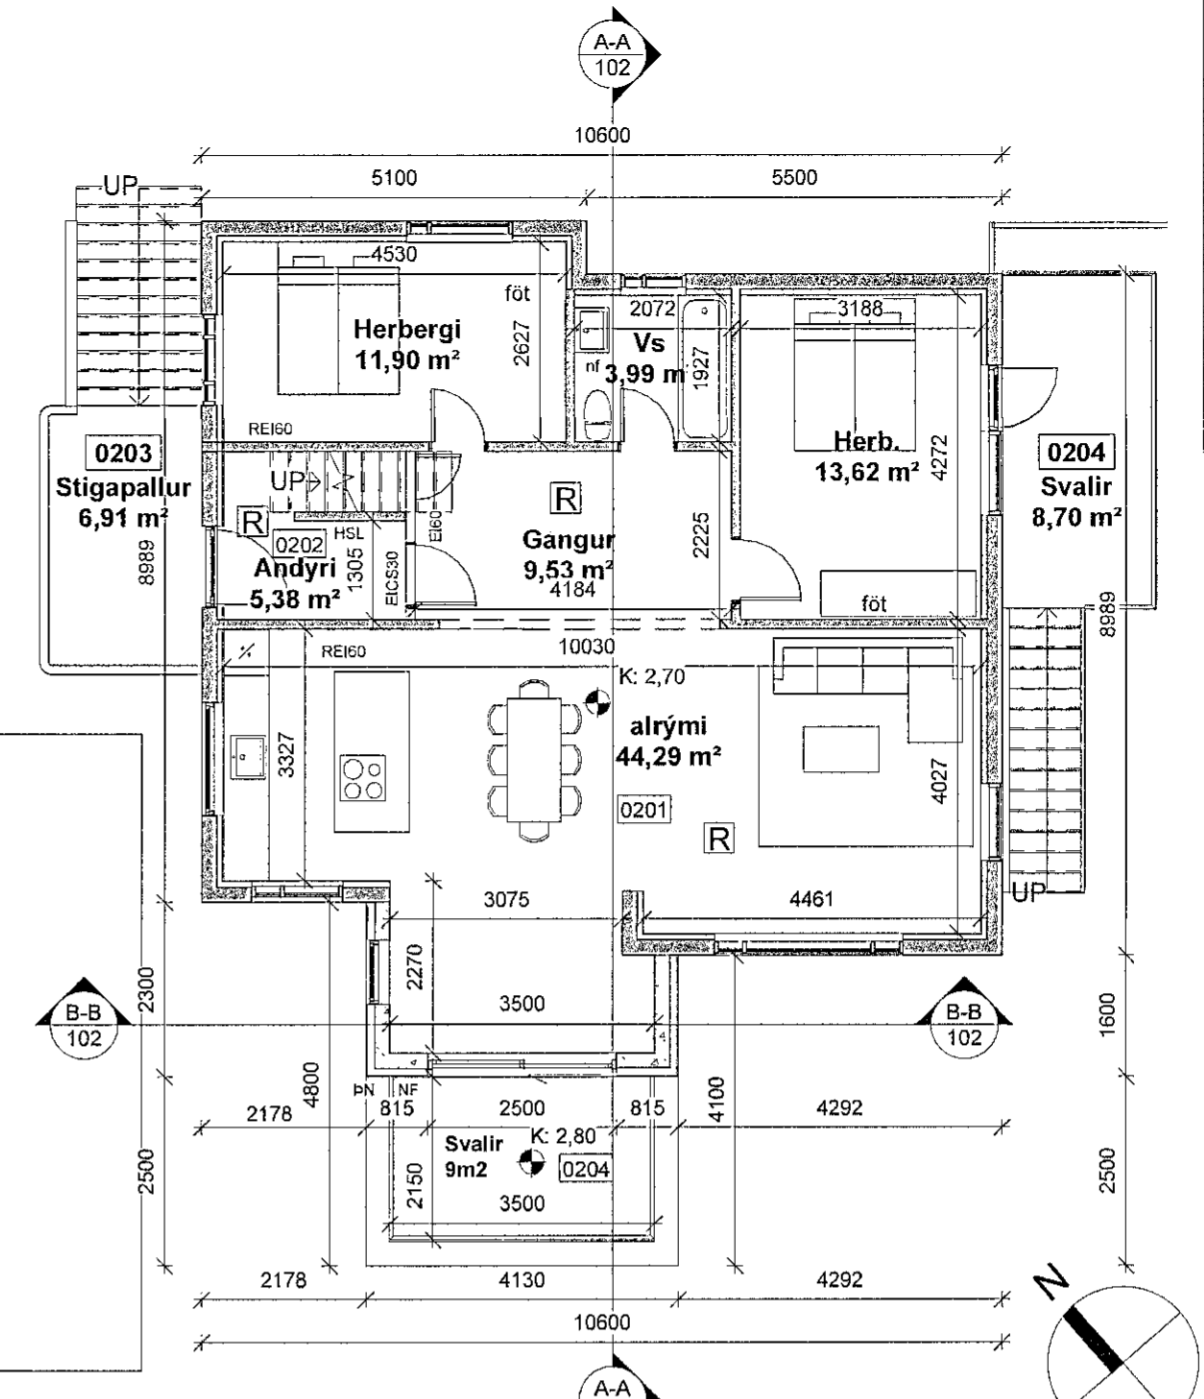 A-A
102
10600
5100
5500
UP
4530
föt
Herbergi
11,90 m²
2627
REI60
2072
Vs
nf
3,99 m
1927
3188
Herb.
13,62 m²
4272
föt
0203
Stigapallur
6,91 m²
8989
0204
Svalir
8,70 m²
8989
UP
R
0202
HSL
Andyri
5,38 m²
1305
EICS30
EI60
R
Gangur
9,53 m²
4184
2225
10030
REI60
K: 2,70
alrými
44,29 m²
3327
4027
0201
R
UP
3075
4461
2270
3500
B-B
102
B-B
102
2300
1600
4800
4100
ÞN
NF
2178
815
2500
815
4292
Svalir
9m2
K: 2,80
0204
2150
3500
2500
2500
2178
4130
4292
10600
N
A-A